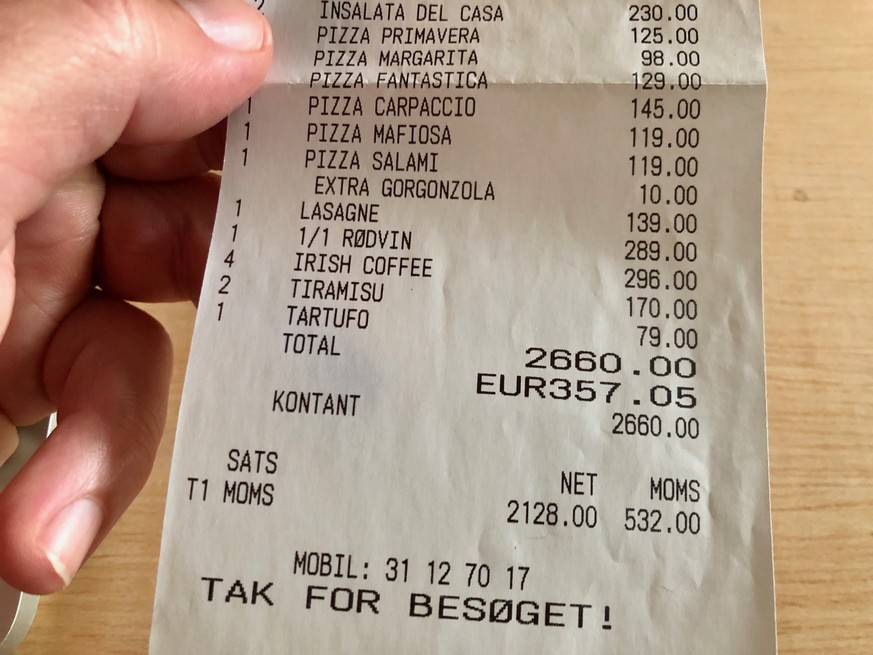 2 INSALATA DEL CASA 230.00
PIZZA PRIMAVERA 125.00
PIZZA MARGARITA 98.00
PIZZA FANTASTICA 129.00
1 PIZZA CARPACCIO 145.00
1 PIZZA MAFIOSA 119.00
1 PIZZA SALAMI 119.00
EXTRA GORGONZOLA 10.00
1 LASAGNE 139.00
1 1/1 RØDVIN 289.00
4 IRISH COFFEE 296.00
2 TIRAMISU 170.00
1 TARTUFO 79.00
TOTAL 2660.00
EUR357.05
KONTANT 2660.00
SATS NET MOMS
T1 MOMS 2128.00 532.00
MOBIL: 31 12 70 17
TAK FOR BESØGET!